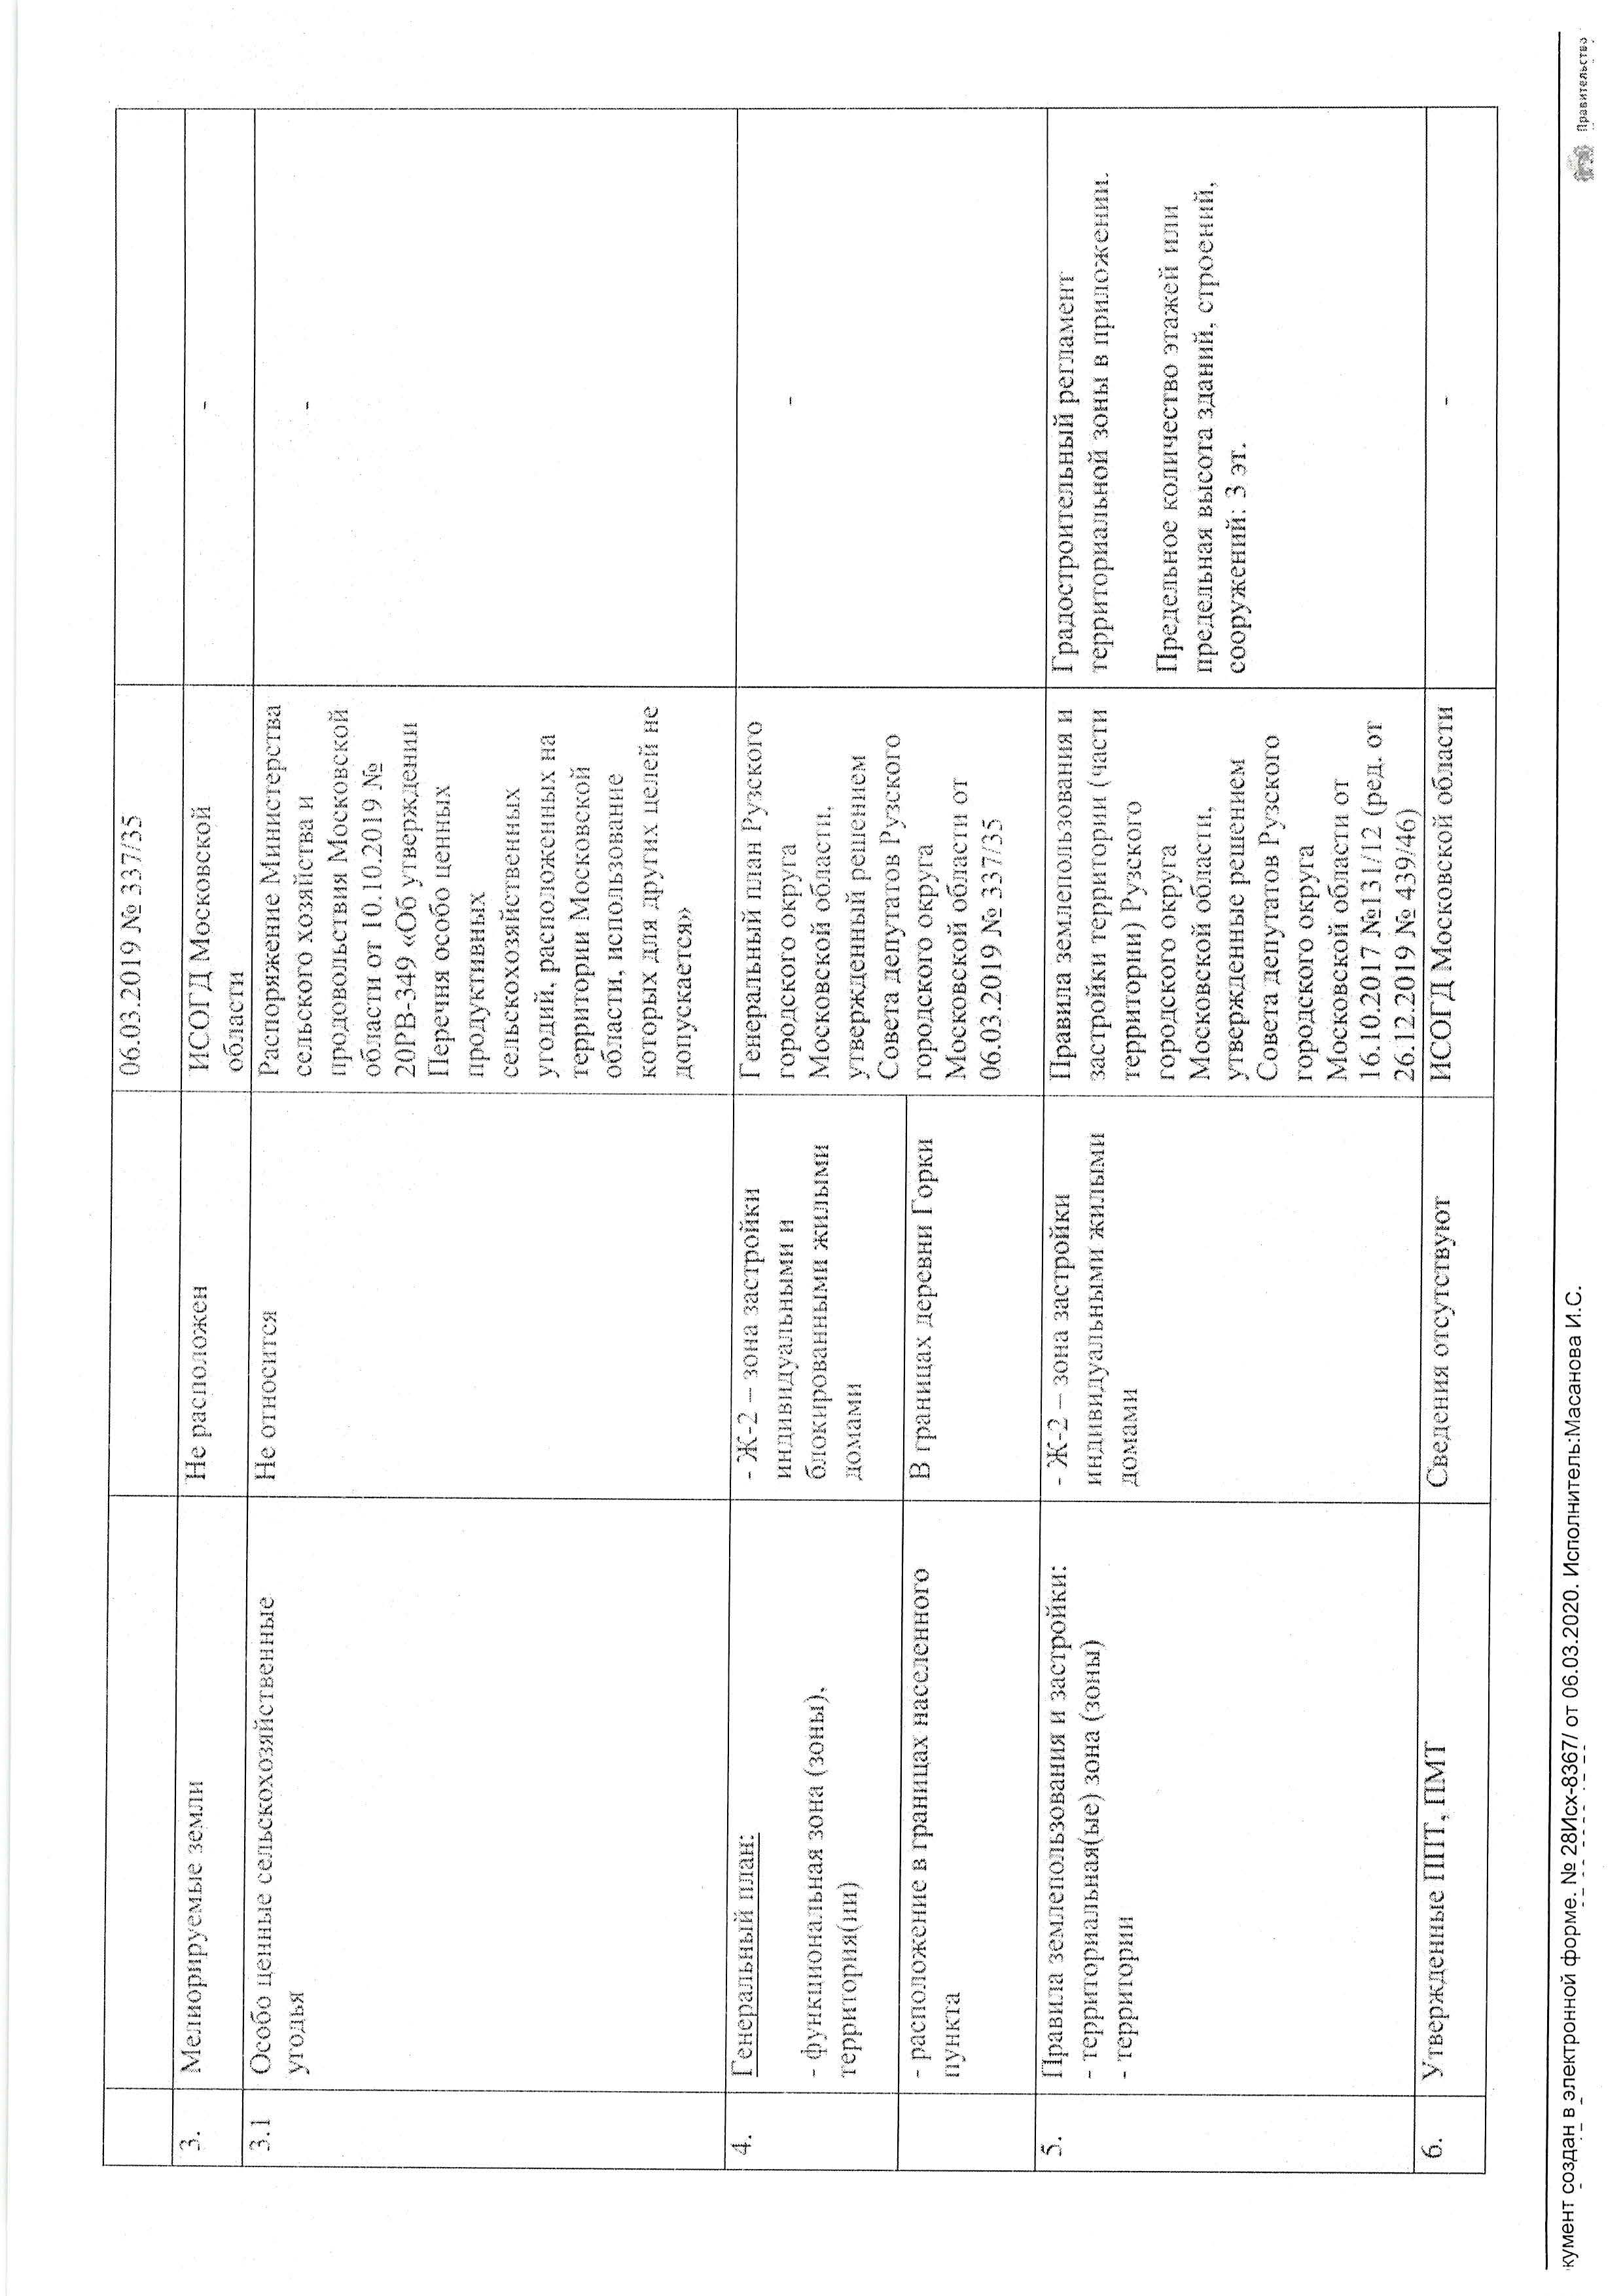 06.03.2019 № 337/35
3.
Мелиорируемые земли
Не расположен
ИСОГД Московской
области
-
3.1
Особо ценные сельскохозяйственные
угодья
Не относится
Распоряжение Министерства
сельского хозяйства и
продовольствия Московской
области от 10.10.2019 №
20РВ-349 «Об утверждении
Перечня особо ценных
продуктивных
сельскохозяйственных
угодий, расположенных на
территории Московской
области, использование
которых для других целей не
допускается»
-
4.
Генеральный план:
- функциональная зона (зоны),
территория(ии)
- Ж-2 – зона застройки
индивидуальными и
блокированными жилыми
домами
- расположение в границах населенного
пункта
В границах деревни Горки
Генеральный план Рузского
городского округа
Московской области,
утвержденный решением
Совета депутатов Рузского
городского округа
Московской области от
06.03.2019 № 337/35
-
5.
Правила землепользования и застройки:
- территориальная(ые) зона (зоны)
- территории
- Ж-2 – зона застройки
индивидуальными жилыми
домами
Правила землепользования и
застройки территории (части
территории) Рузского
городского округа
Московской области,
утвержденные решением
Совета депутатов Рузского
городского округа
Московской области от
16.10.2017 №131/12 (ред. от
26.12.2019 № 439/46)
Градостроительный регламент
территориальной зоны в приложении.
Предельное количество этажей или
предельная высота зданий, строений,
сооружений: 3 эт.
6.
Утвержденные ППТ, ПМТ
Сведения отсутствуют
ИСОГД Московской области
-
кумент создан в электронной форме. № 28Исх-8367/ от 06.03.2020. Исполнитель:Масанова И.С.
Правительство